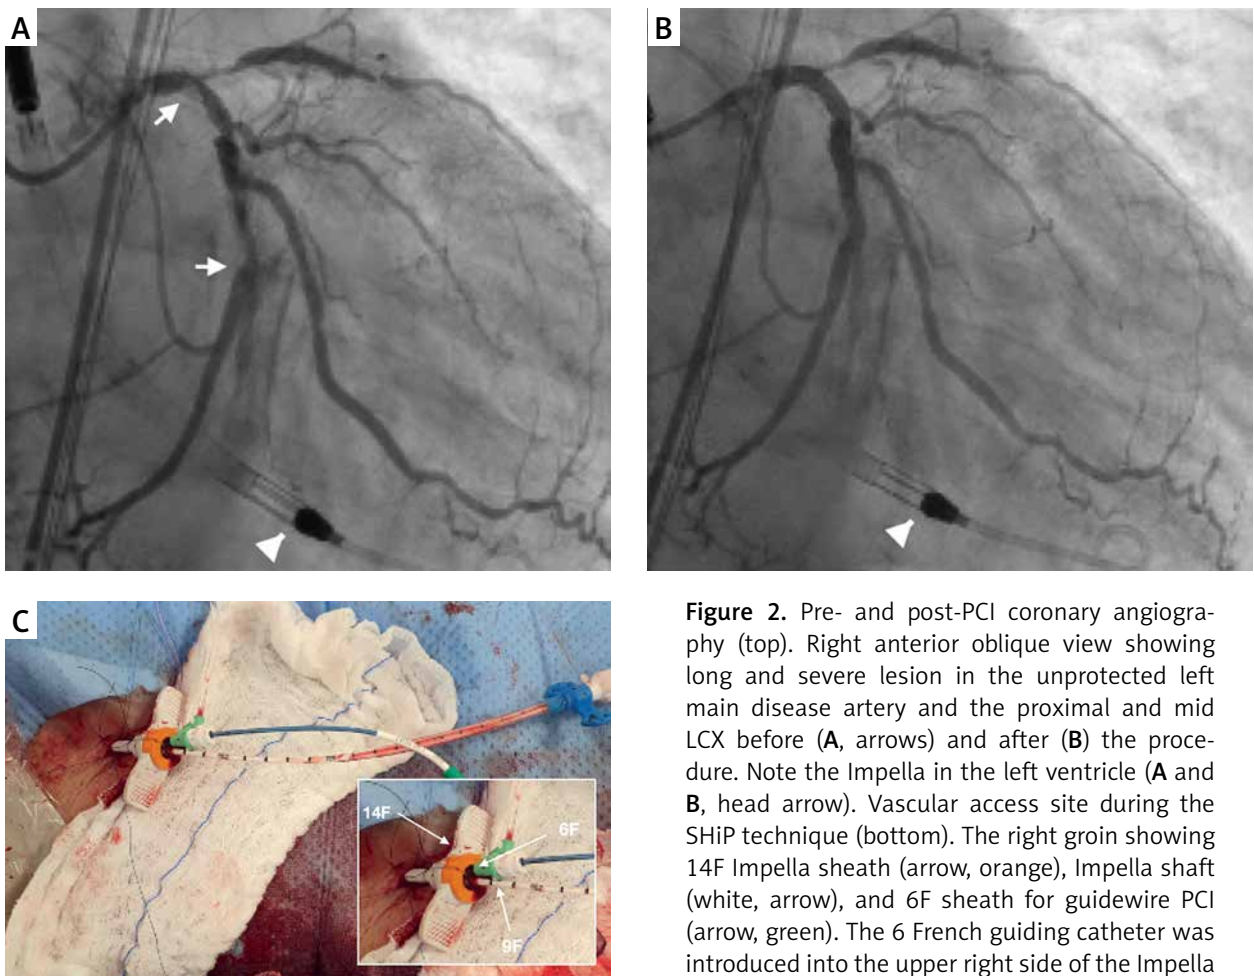 A
B
C
14F
6F
9F
Figure 2. Pre- and post-PCI coronary angiogra-
phy (top). Right anterior oblique view showing
long and severe lesion in the unprotected left
main disease artery and the proximal and mid
LCX before (A, arrows) and after (B) the proce-
dure. Note the Impella in the left ventricle (A and
B, head arrow). Vascular access site during the
SHiP technique (bottom). The right groin showing
14F Impella sheath (arrow, orange), Impella shaft
(white, arrow), and 6F sheath for guidewire PCI
(arrow, green). The 6 French guiding catheter was
introduced into the upper right side of the Impella